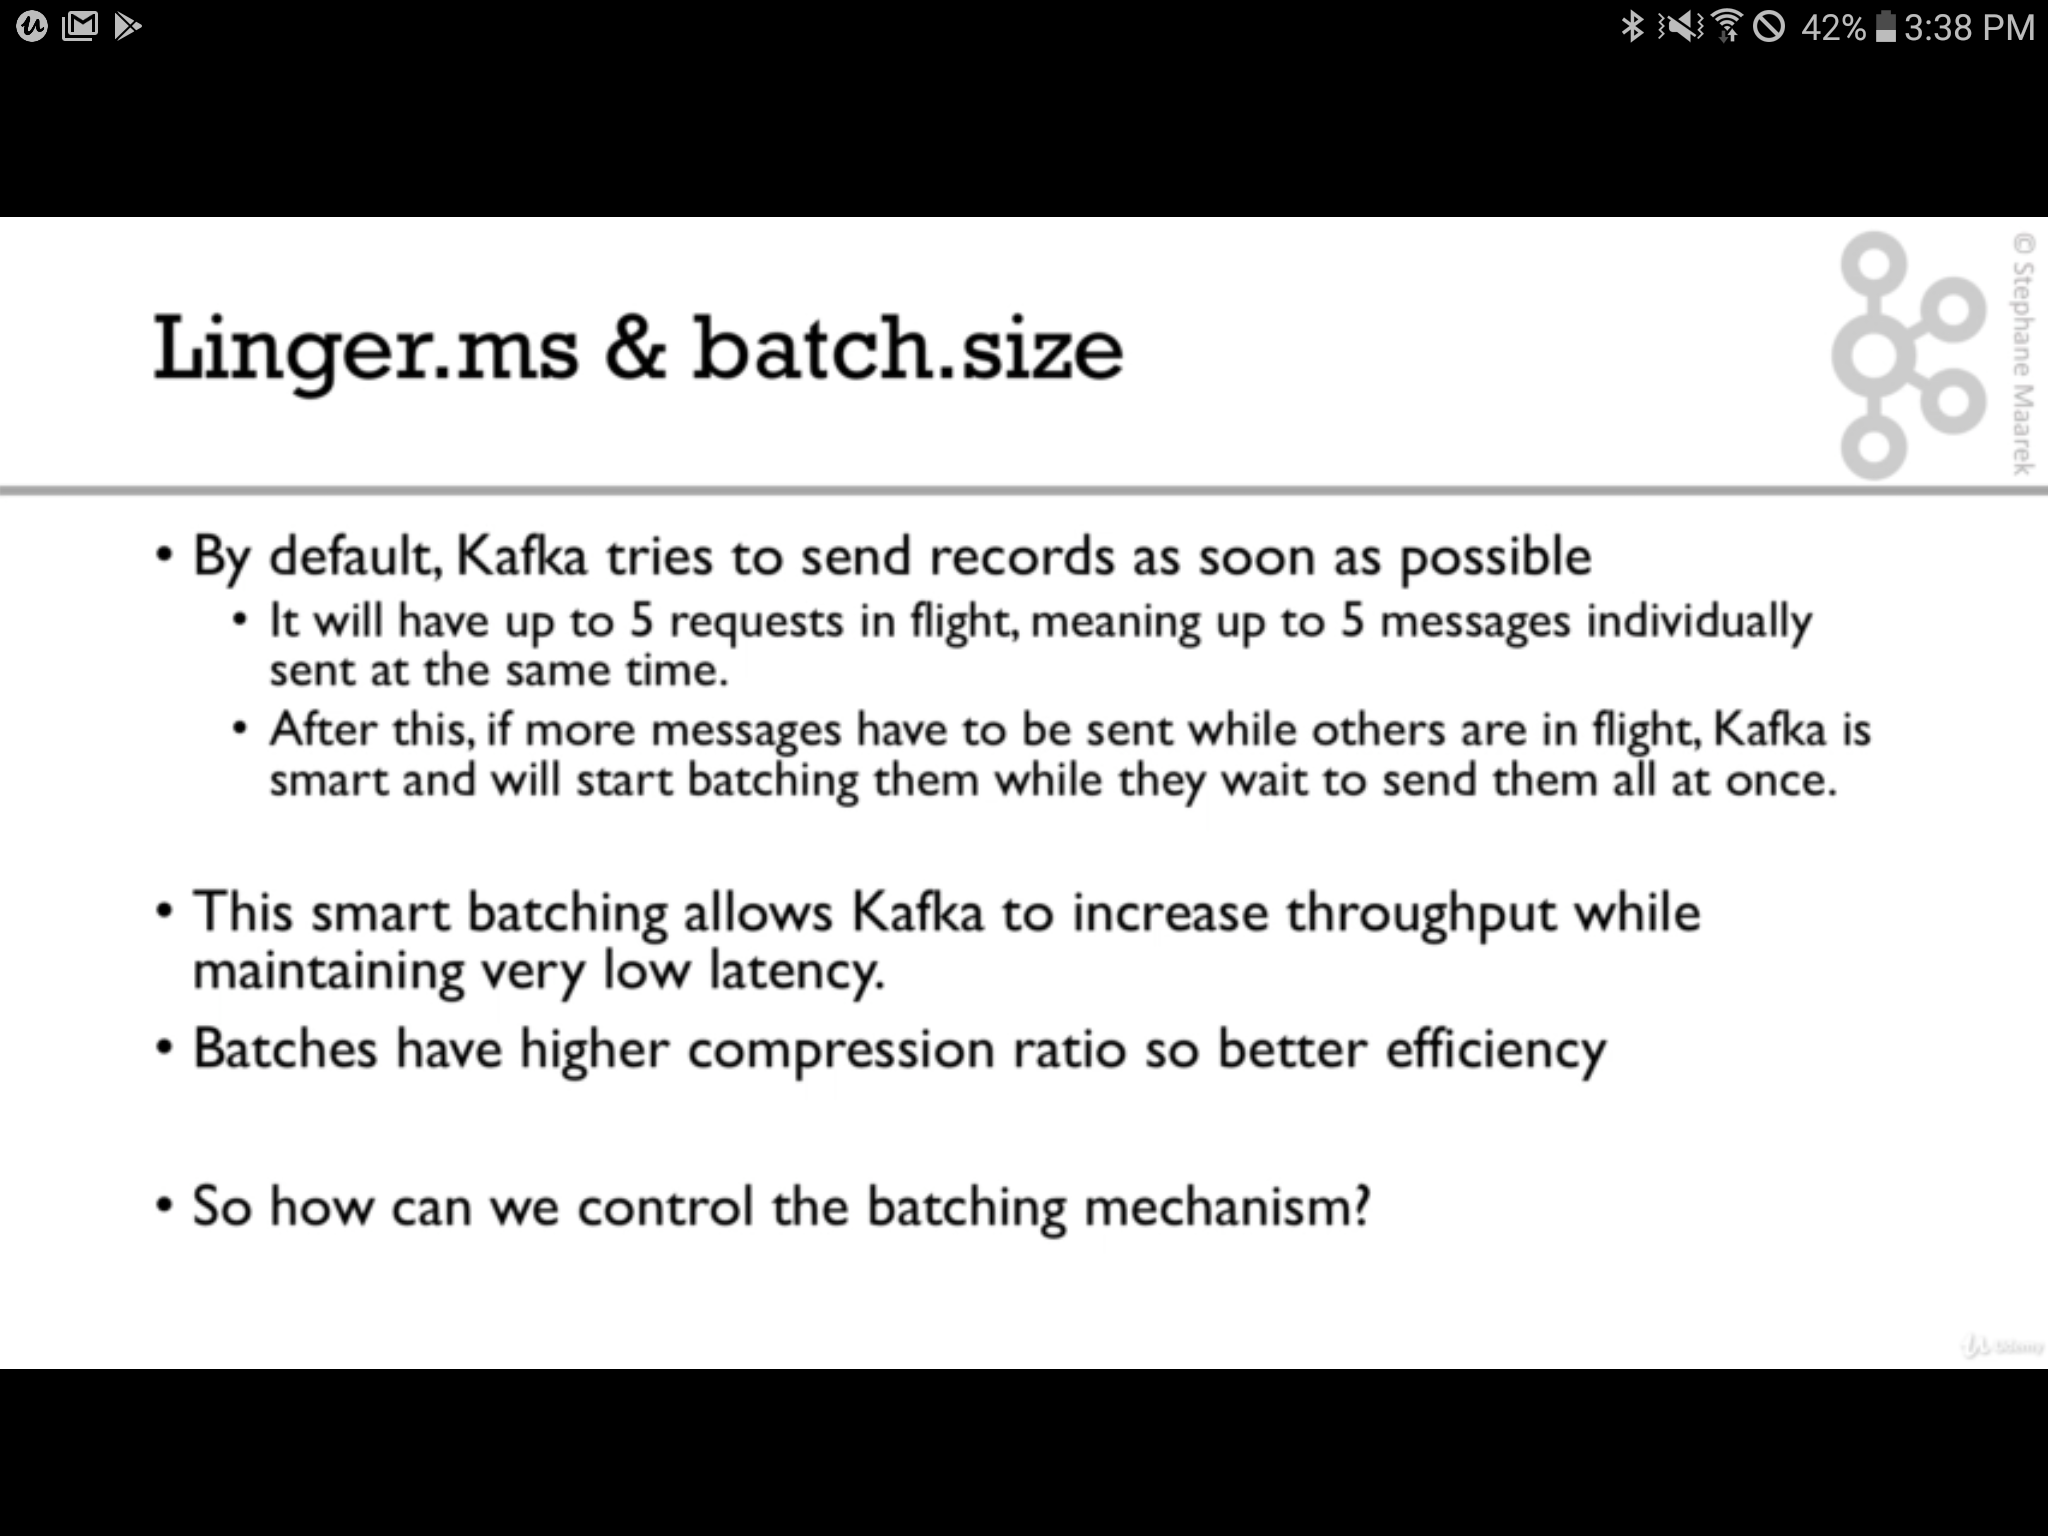 42% 3:38 PM
© Stephane Maarek
Linger.ms & batch.size
• By default, Kafka tries to send records as soon as possible
• It will have up to 5 requests in flight, meaning up to 5 messages individually
sent at the same time.
• After this, if more messages have to be sent while others are in flight, Kafka is
smart and will start batching them while they wait to send them all at once.
• This smart batching allows Kafka to increase throughput while
maintaining very low latency.
• Batches have higher compression ratio so better efficiency
• So how can we control the batching mechanism?
Udemy